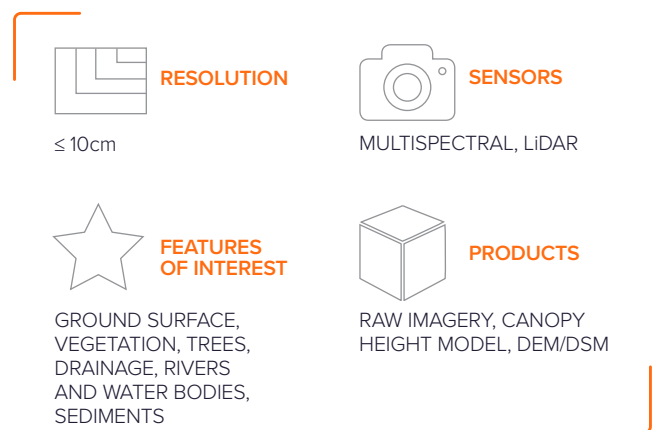 RESOLUTION
≤ 10cm
SENSORS
MULTISPECTRAL, LiDAR
FEATURES
OF INTEREST
GROUND SURFACE,
VEGETATION, TREES,
DRAINAGE, RIVERS
AND WATER BODIES,
SEDIMENTS
PRODUCTS
RAW IMAGERY, CANOPY
HEIGHT MODEL, DEM/DSM